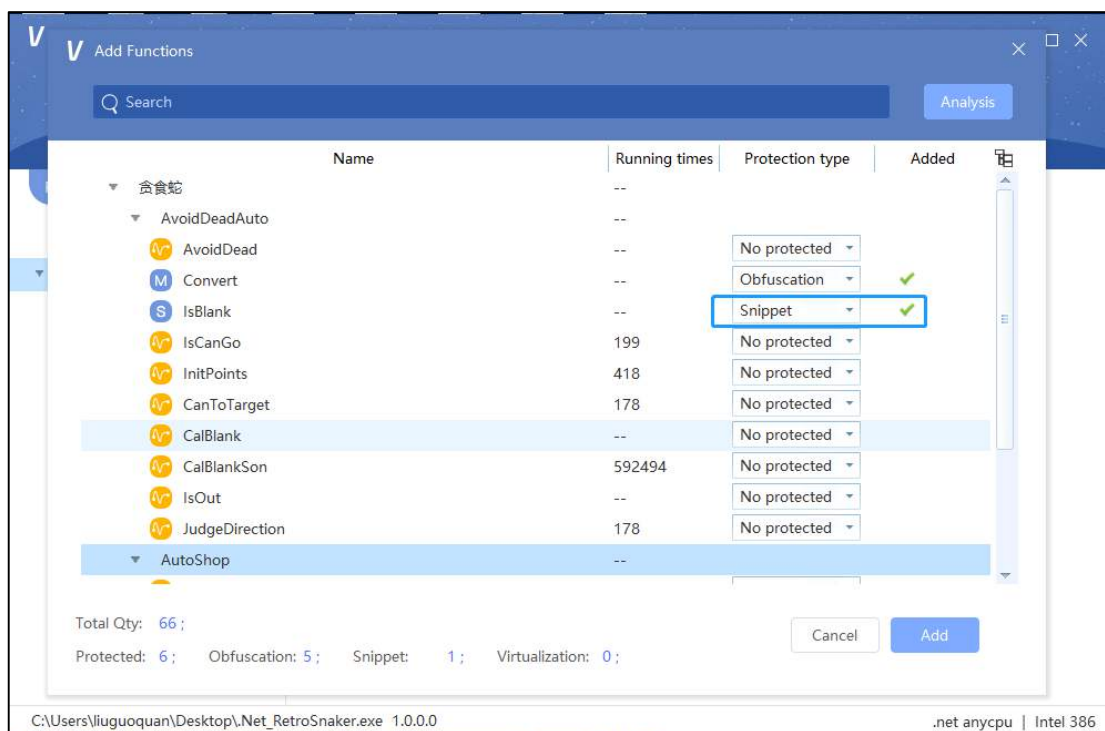 V
V Add Functions
Search Analysis
Name Running times Protection type Added
贪食蛇 --
AvoidDeadAuto --
AvoidDead -- No protected
M Convert -- Obfuscation
S IsBlank -- Snippet
IsCanGo 199 No protected
InitPoints 418 No protected
CanToTarget 178 No protected
CalBlank -- No protected
CalBlankSon 592494 No protected
IsOut -- No protected
JudgeDirection 178 No protected
AutoShop --
Total Qty: 66 ;
Cancel Add
Protected: 6 ; Obfuscation: 5 ; Snippet: 1 ; Virtualization: 0 ;
C:\Users\liuguoquan\Desktop\.Net_RetroSnaker.exe 1.0.0.0 .net anycpu | Intel 386